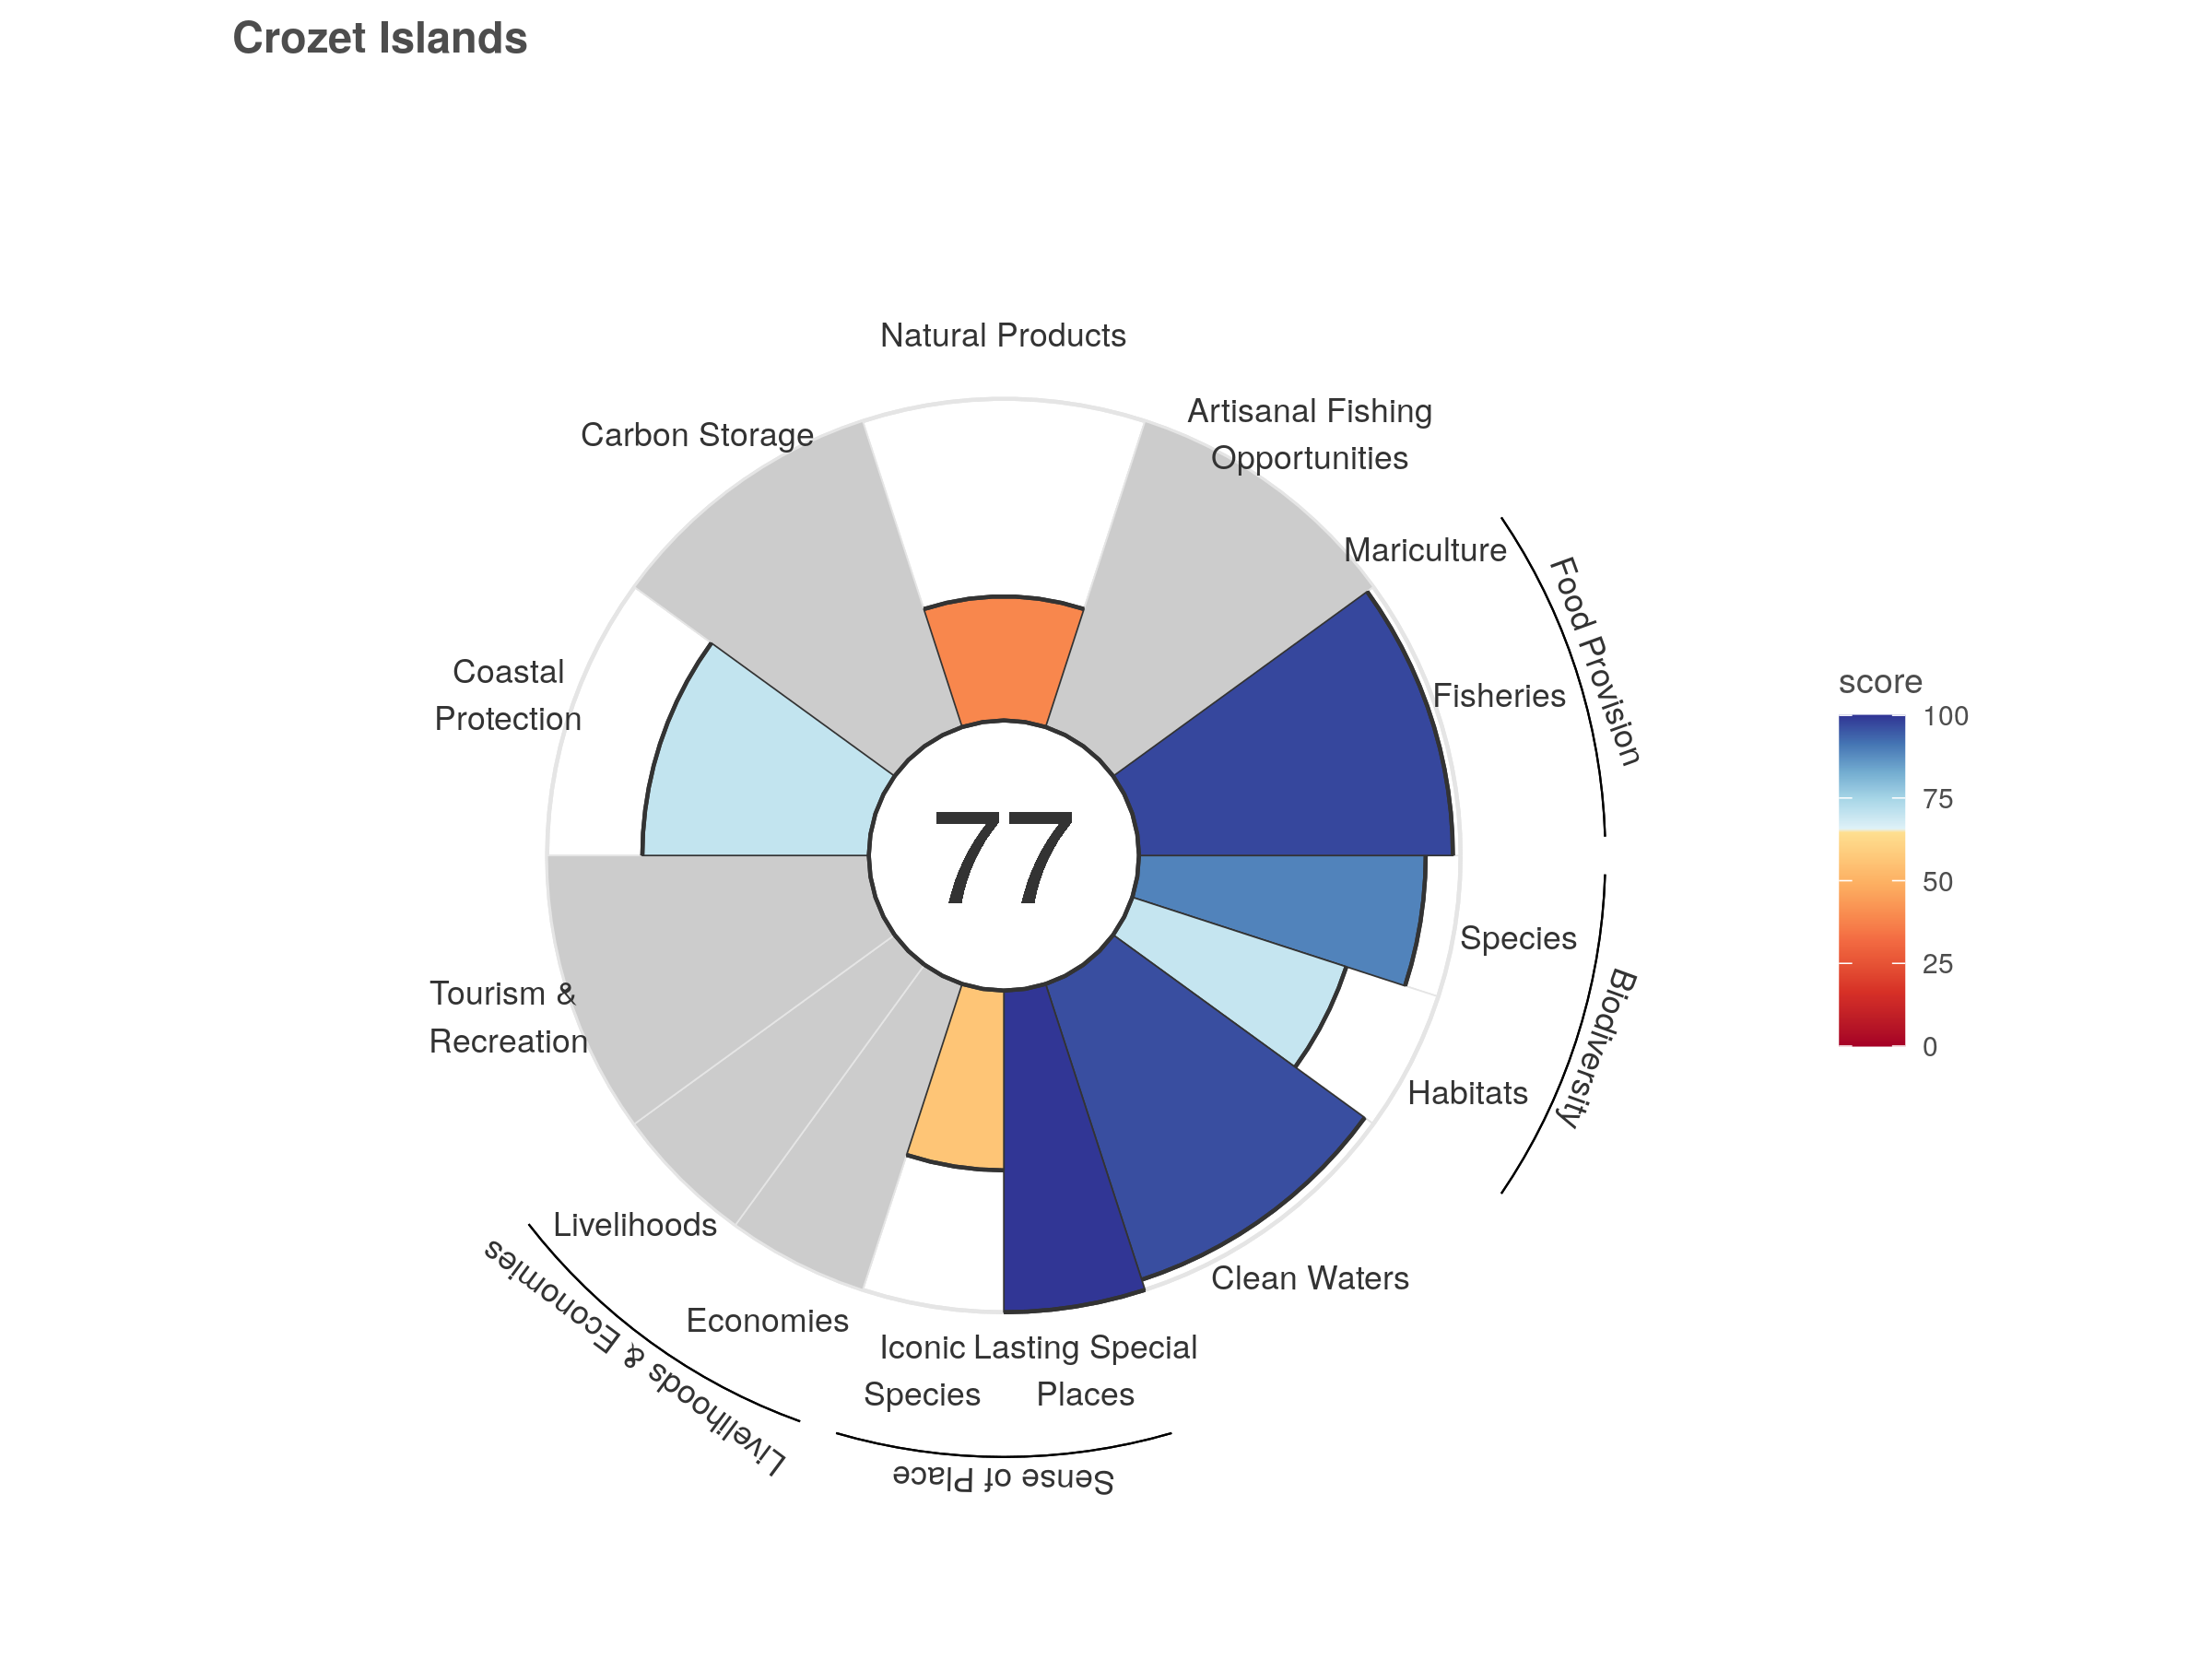 Crozet Islands
Natural Products
Artisanal Fishing
Opportunities
Carbon Storage
Mariculture
Food Provision
Fisheries
Coastal
Protection
77
Species
Biodiversity
Habitats
Tourism &
Recreation
Livelihoods
Clean Waters
Economies
Livelihoods & Economies
Iconic
Species
Lasting Special
Places
Sense of Place
score
100
75
50
25
0